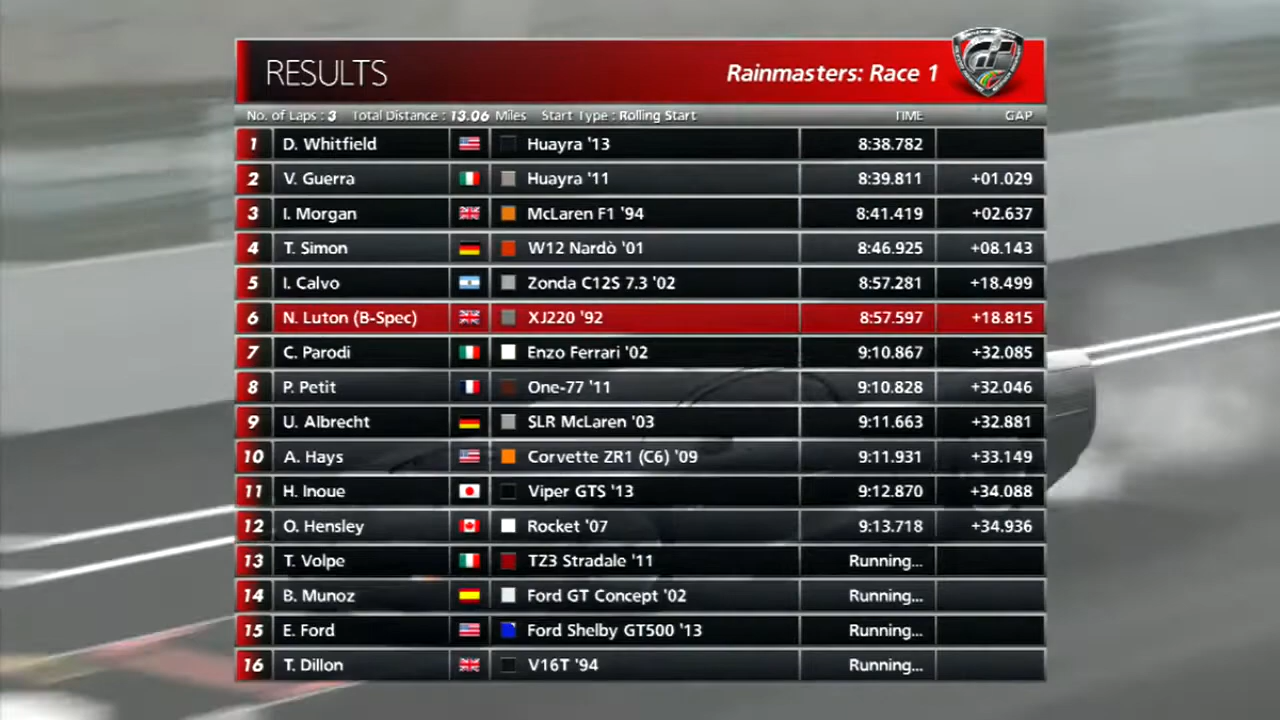 RESULTS Rainmasters: Race 1
No. of Laps : 3 Total Distance : 13.06 Miles Start Type : Rolling Start TIME GAP
1 D. Whitfield Huayra '13 8:38.782
2 V. Guerra Huayra '11 8:39.811 +01.029
3 I. Morgan McLaren F1 '94 8:41.419 +02.637
4 T. Simon W12 Nardò '01 8:46.925 +08.143
5 I. Calvo Zonda C12S 7.3 '02 8:57.281 +18.499
6 N. Luton (B-Spec) XJ220 '92 8:57.597 +18.815
7 C. Parodi Enzo Ferrari '02 9:10.867 +32.085
8 P. Petit One-77 '11 9:10.828 +32.046
9 U. Albrecht SLR McLaren '03 9:11.663 +32.881
10 A. Hays Corvette ZR1 (C6) '09 9:11.931 +33.149
11 H. Inoue Viper GTS '13 9:12.870 +34.088
12 O. Hensley Rocket '07 9:13.718 +34.936
13 T. Volpe TZ3 Stradale '11 Running...
14 B. Munoz Ford GT Concept '02 Running...
15 E. Ford Ford Shelby GT500 '13 Running...
16 T. Dillon V16T '94 Running...